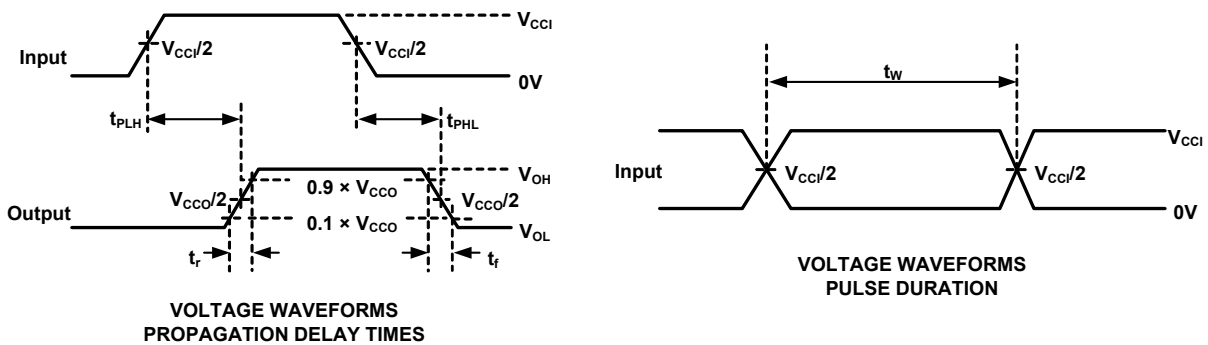 V_CCI
Input
V_CCI/2
V_CCI/2
0V
t_PLH
t_PHL
V_OH
0.9 × V_CCO
V_CCO/2
V_CCO/2
Output
0.1 × V_CCO
V_OL
t_r
t_f
VOLTAGE WAVEFORMS
PROPAGATION DELAY TIMES
t_W
V_CCI
Input
V_CCI/2
V_CCI/2
0V
VOLTAGE WAVEFORMS
PULSE DURATION